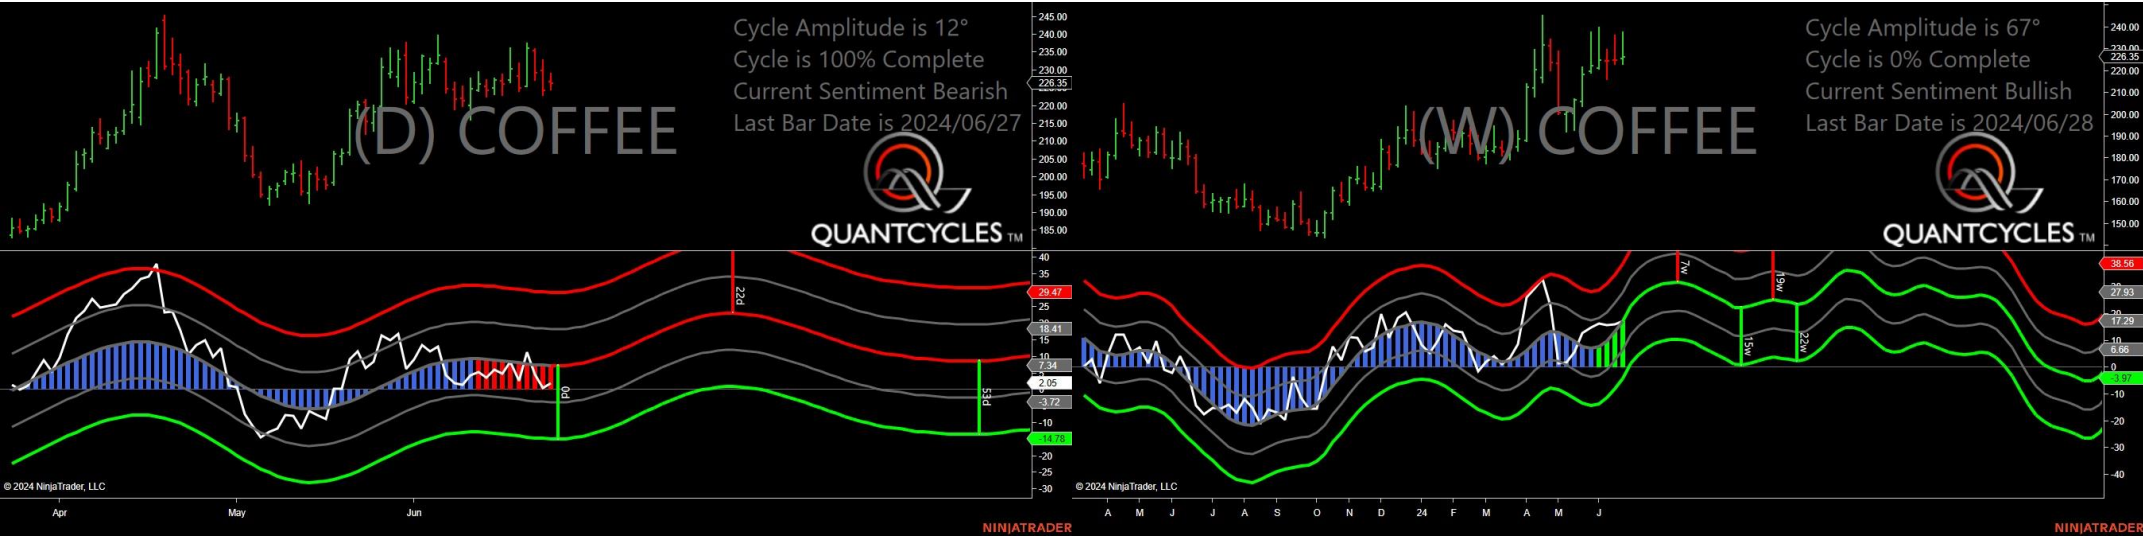 Cycle Amplitude is 12°
Cycle is 100% Complete
Current Sentiment Bearish
Last Bar Date is 2024/06/27
(D) COFFEE
QUANTCYCLES TM
245.00
240.00
235.00
230.00
226.35
220.00
215.00
210.00
205.00
200.00
195.00
190.00
185.00
22d
0d
53d
40
35
29.47
25
18.41
15
10
7.34
2.05
-3.72
-10
-14.78
-20
-25
-30
© 2024 NinjaTrader, LLC
Apr May Jun
NINJATRADER
Cycle Amplitude is 67°
Cycle is 0% Complete
Current Sentiment Bullish
Last Bar Date is 2024/06/28
(W) COFFEE
QUANTCYCLES TM
240.00
230.00
226.35
220.00
210.00
200.00
190.00
180.00
170.00
160.00
150.00
7w
19w
15w
22w
38.56
27.93
17.29
10
6.66
0
-3.97
-10
-20
-30
-40
© 2024 NinjaTrader, LLC
A M J J A S O N D 24 F M A M J
NINJATRADER